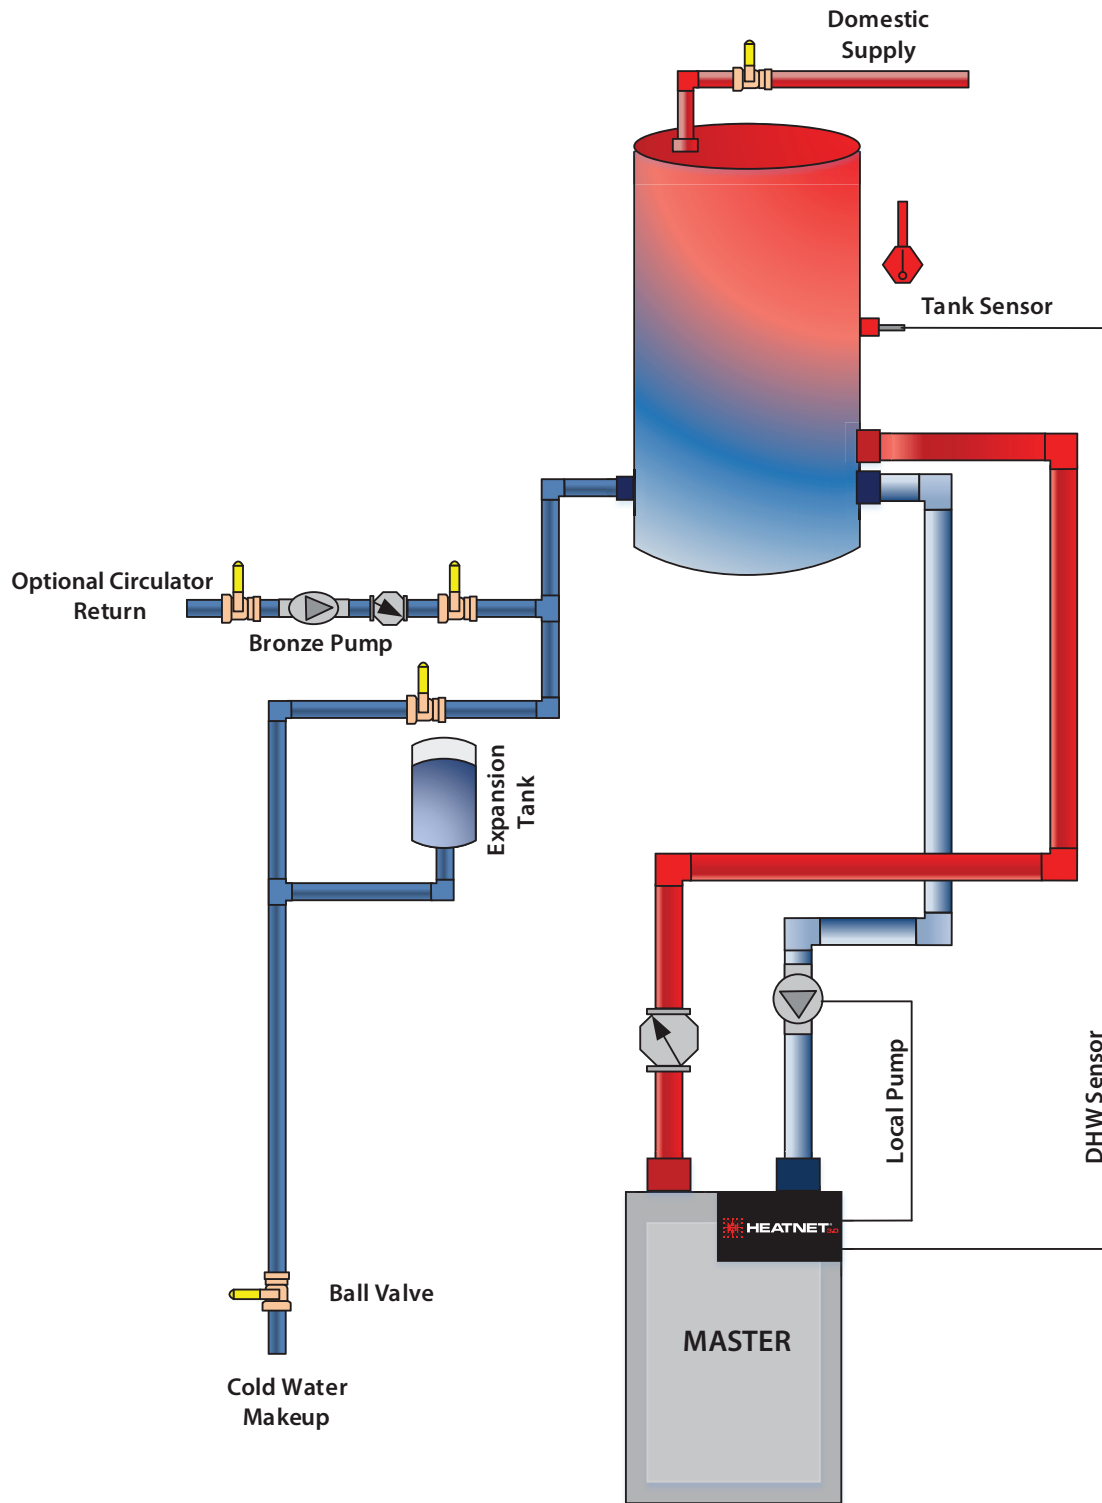 Domestic
Supply
Tank Sensor
Optional Circulator
Return
Bronze Pump
Expansion
Tank
Local Pump
DHW Sensor
HEATNET
Ball Valve
MASTER
Cold Water
Makeup